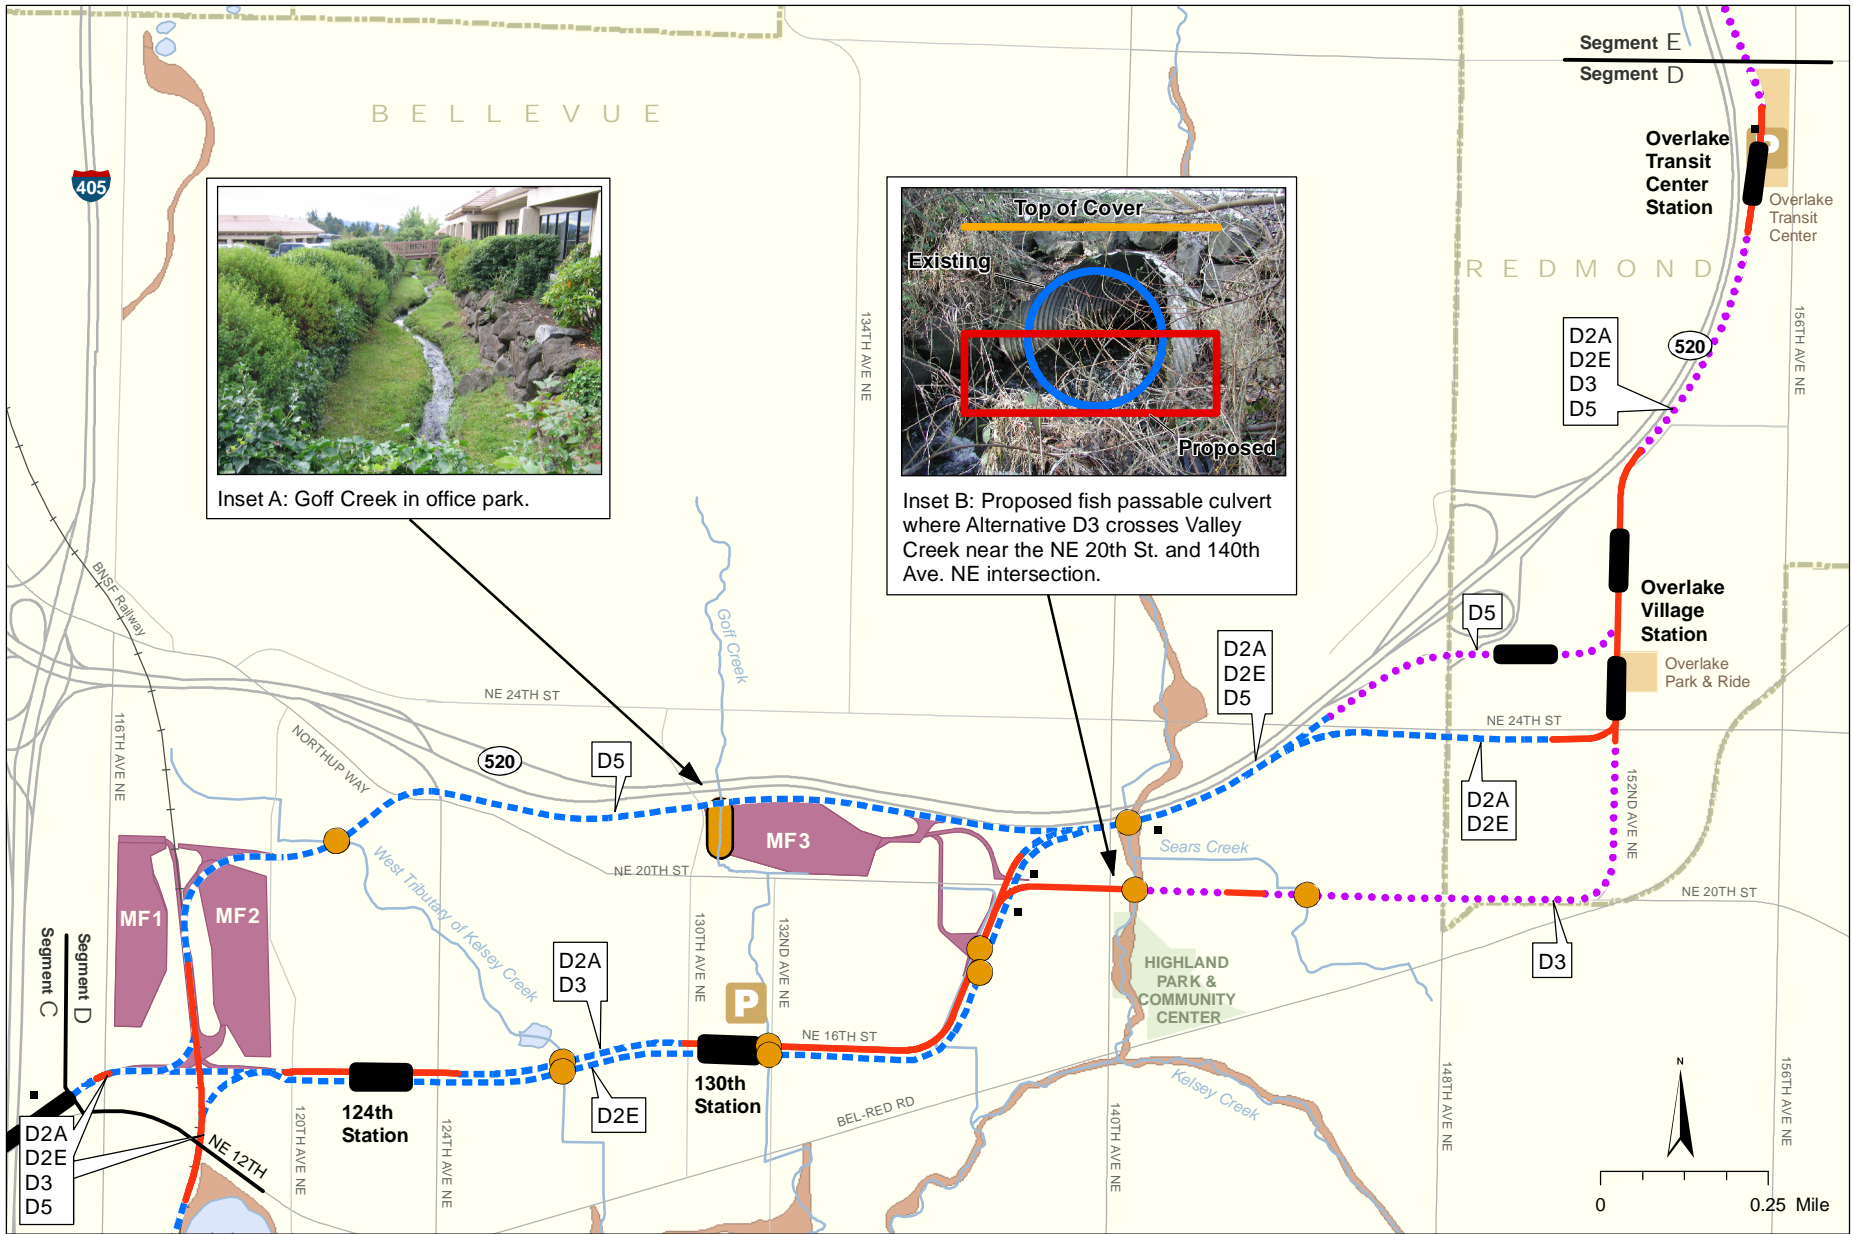 Segment E
Segment D
BELLEVUE
405
Overlake
Transit
Center
Station
P
Overlake
Transit
Center
REDMOND
Top of Cover
Existing
Proposed
Inset A: Goff Creek in office park.
Inset B: Proposed fish passable culvert
where Alternative D3 crosses Valley
Creek near the NE 20th St. and 140th
Ave. NE intersection.
134TH AVE NE
156TH AVE NE
D2A
D2E
D3
D5
520
BNSF Railway
Goff Creek
D5
Overlake
Village
Station
Overlake
Park & Ride
D2A
D2E
D5
NE 24TH ST
NE 24TH ST
116TH AVE NE
NORTHUP WAY
520
D5
D2A
D2E
152ND AVE NE
MF3
Sears Creek
NE 20TH ST
NE 20TH ST
West Tributary of Kelsey Creek
MF1
MF2
130TH AVE NE
132ND AVE NE
D3
Segment C
Segment D
D2A
D3
P
HIGHLAND
PARK &
COMMUNITY
CENTER
NE 16TH ST
124th
Station
130th
Station
D2E
BEL-RED RD
Kelsey Creek
D2A
D2E
D3
D5
NE 12TH
120TH AVE NE
124TH AVE NE
140TH AVE NE
148TH AVE NE
156TH AVE NE
N
0
0.25 Mile